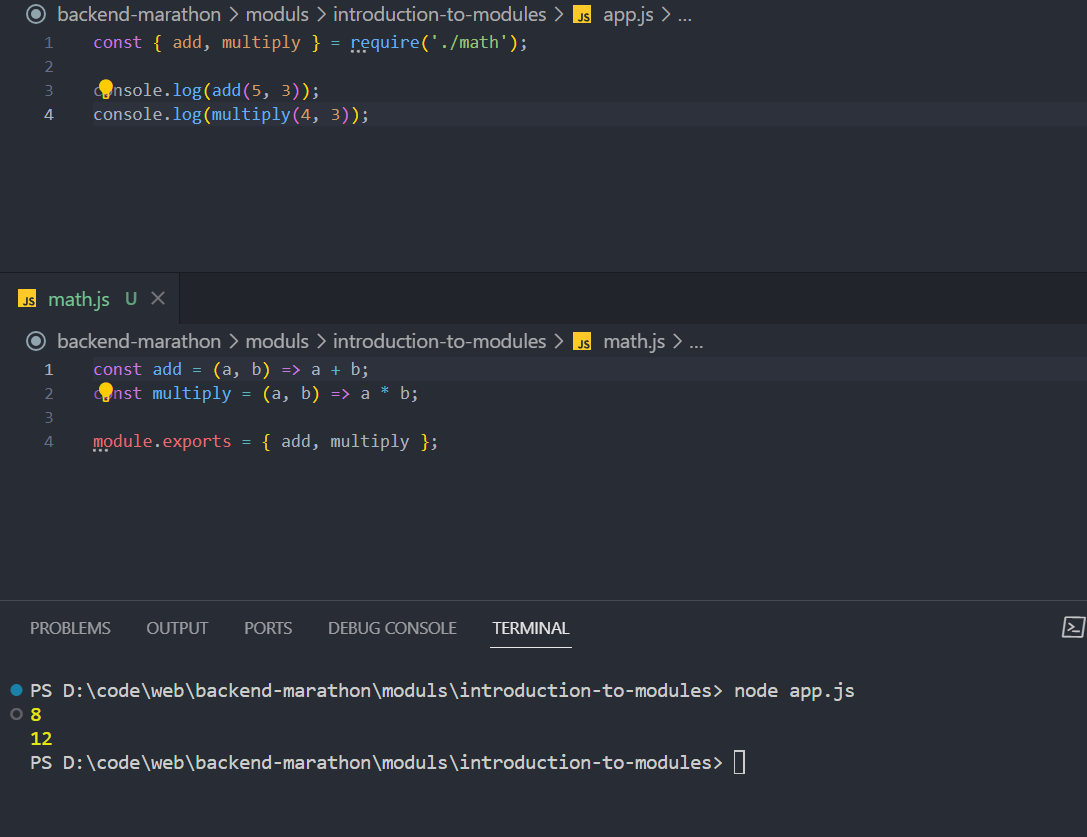 backend-marathon > moduls > introduction-to-modules > JS app.js > ...
1 const { add, multiply } = require('./math');
2
3 console.log(add(5, 3));
4 console.log(multiply(4, 3));
JS math.js U ×
backend-marathon > moduls > introduction-to-modules > JS math.js > ...
1 const add = (a, b) => a + b;
2 const multiply = (a, b) => a * b;
3
4 module.exports = { add, multiply };
PROBLEMS OUTPUT PORTS DEBUG CONSOLE TERMINAL
PS D:\code\web\backend-marathon\moduls\introduction-to-modules> node app.js
8
12
PS D:\code\web\backend-marathon\moduls\introduction-to-modules>